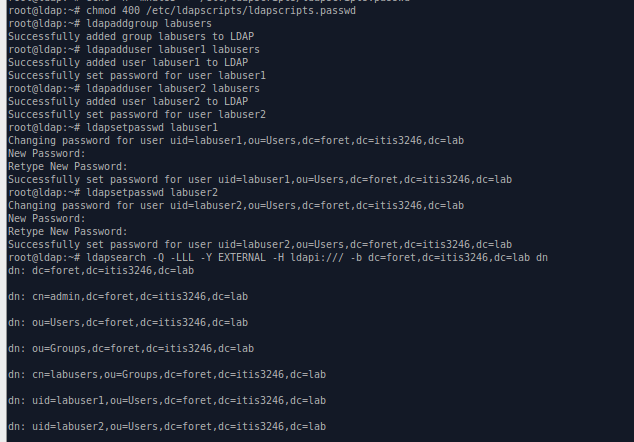 root@ldap:~# chmod 400 /etc/ldapscripts/ldapscripts.passwd
root@ldap:~# ldapaddgroup labusers
Successfully added group labusers to LDAP
root@ldap:~# ldapadduser labuser1 labusers
Successfully added user labuser1 to LDAP
Successfully set password for user labuser1
root@ldap:~# ldapadduser labuser2 labusers
Successfully added user labuser2 to LDAP
Successfully set password for user labuser2
root@ldap:~# ldapsetpasswd labuser1
Changing password for user uid=labuser1,ou=Users,dc=foret,dc=itis3246,dc=lab
New Password:
Retype New Password:
Successfully set password for user uid=labuser1,ou=Users,dc=foret,dc=itis3246,dc=lab
root@ldap:~# ldapsetpasswd labuser2
Changing password for user uid=labuser2,ou=Users,dc=foret,dc=itis3246,dc=lab
New Password:
Retype New Password:
Successfully set password for user uid=labuser2,ou=Users,dc=foret,dc=itis3246,dc=lab
root@ldap:~# ldapsearch -Q -LLL -Y EXTERNAL -H ldapi:/// -b dc=foret,dc=itis3246,dc=lab dn
dn: dc=foret,dc=itis3246,dc=lab
dn: cn=admin,dc=foret,dc=itis3246,dc=lab
dn: ou=Users,dc=foret,dc=itis3246,dc=lab
dn: ou=Groups,dc=foret,dc=itis3246,dc=lab
dn: cn=labusers,ou=Groups,dc=foret,dc=itis3246,dc=lab
dn: uid=labuser1,ou=Users,dc=foret,dc=itis3246,dc=lab
dn: uid=labuser2,ou=Users,dc=foret,dc=itis3246,dc=lab